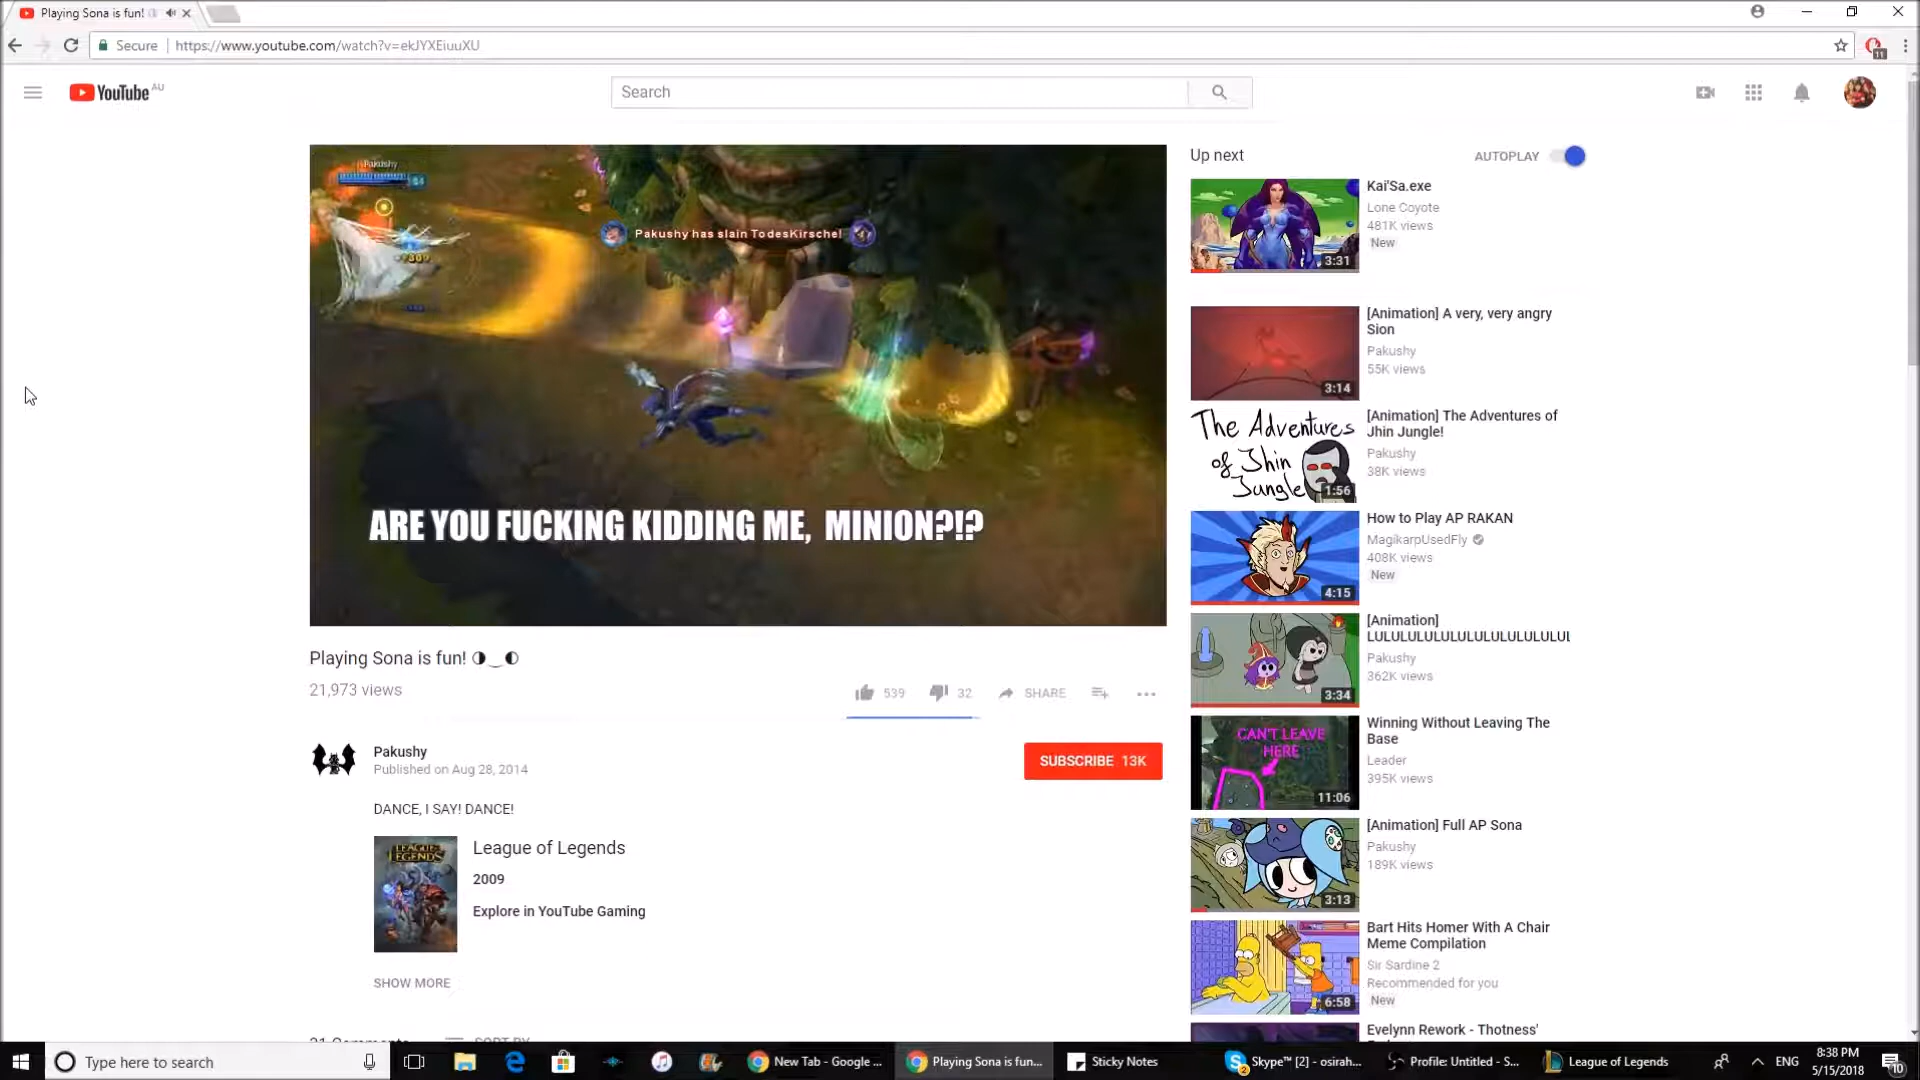 Playing Sona is fun!
Secure
https://www.youtube.com/watch?v=ekJYXEiuuXU
11
YouTube AU
Search
Pakushy
Pakushy has slain TodesKirsche!
ARE YOU FUCKING KIDDING ME, MINION?!?
Playing Sona is fun! ◑‿◐
21,973 views
539
32
SHARE
Pakushy
Published on Aug 28, 2014
SUBSCRIBE 13K
DANCE, I SAY! DANCE!
LEAGUE OF LEGENDS
League of Legends
2009
Explore in YouTube Gaming
SHOW MORE
Up next
AUTOPLAY
3:31
Kai'Sa.exe
Lone Coyote
481K views
New
3:14
[Animation] A very, very angry
Sion
Pakushy
55K views
The Adventures
of Jhin
Jungle
1:56
[Animation] The Adventures of
Jhin Jungle!
Pakushy
38K views
4:15
How to Play AP RAKAN
MagikarpUsedFly
408K views
New
3:34
[Animation]
LULULULULULULULULULULUL
Pakushy
362K views
CAN'T LEAVE
HERE
11:06
Winning Without Leaving The
Base
Leader
395K views
3:13
[Animation] Full AP Sona
Pakushy
189K views
6:58
Bart Hits Homer With A Chair
Meme Compilation
Sir Sardine 2
Recommended for you
New
Evelynn Rework - Thotness'
Type here to search
New Tab - Google ...
Playing Sona is fun...
Sticky Notes
Skype™ [2] - osirah...
Profile: Untitled - S...
League of Legends
ENG
8:38 PM
5/15/2018
10